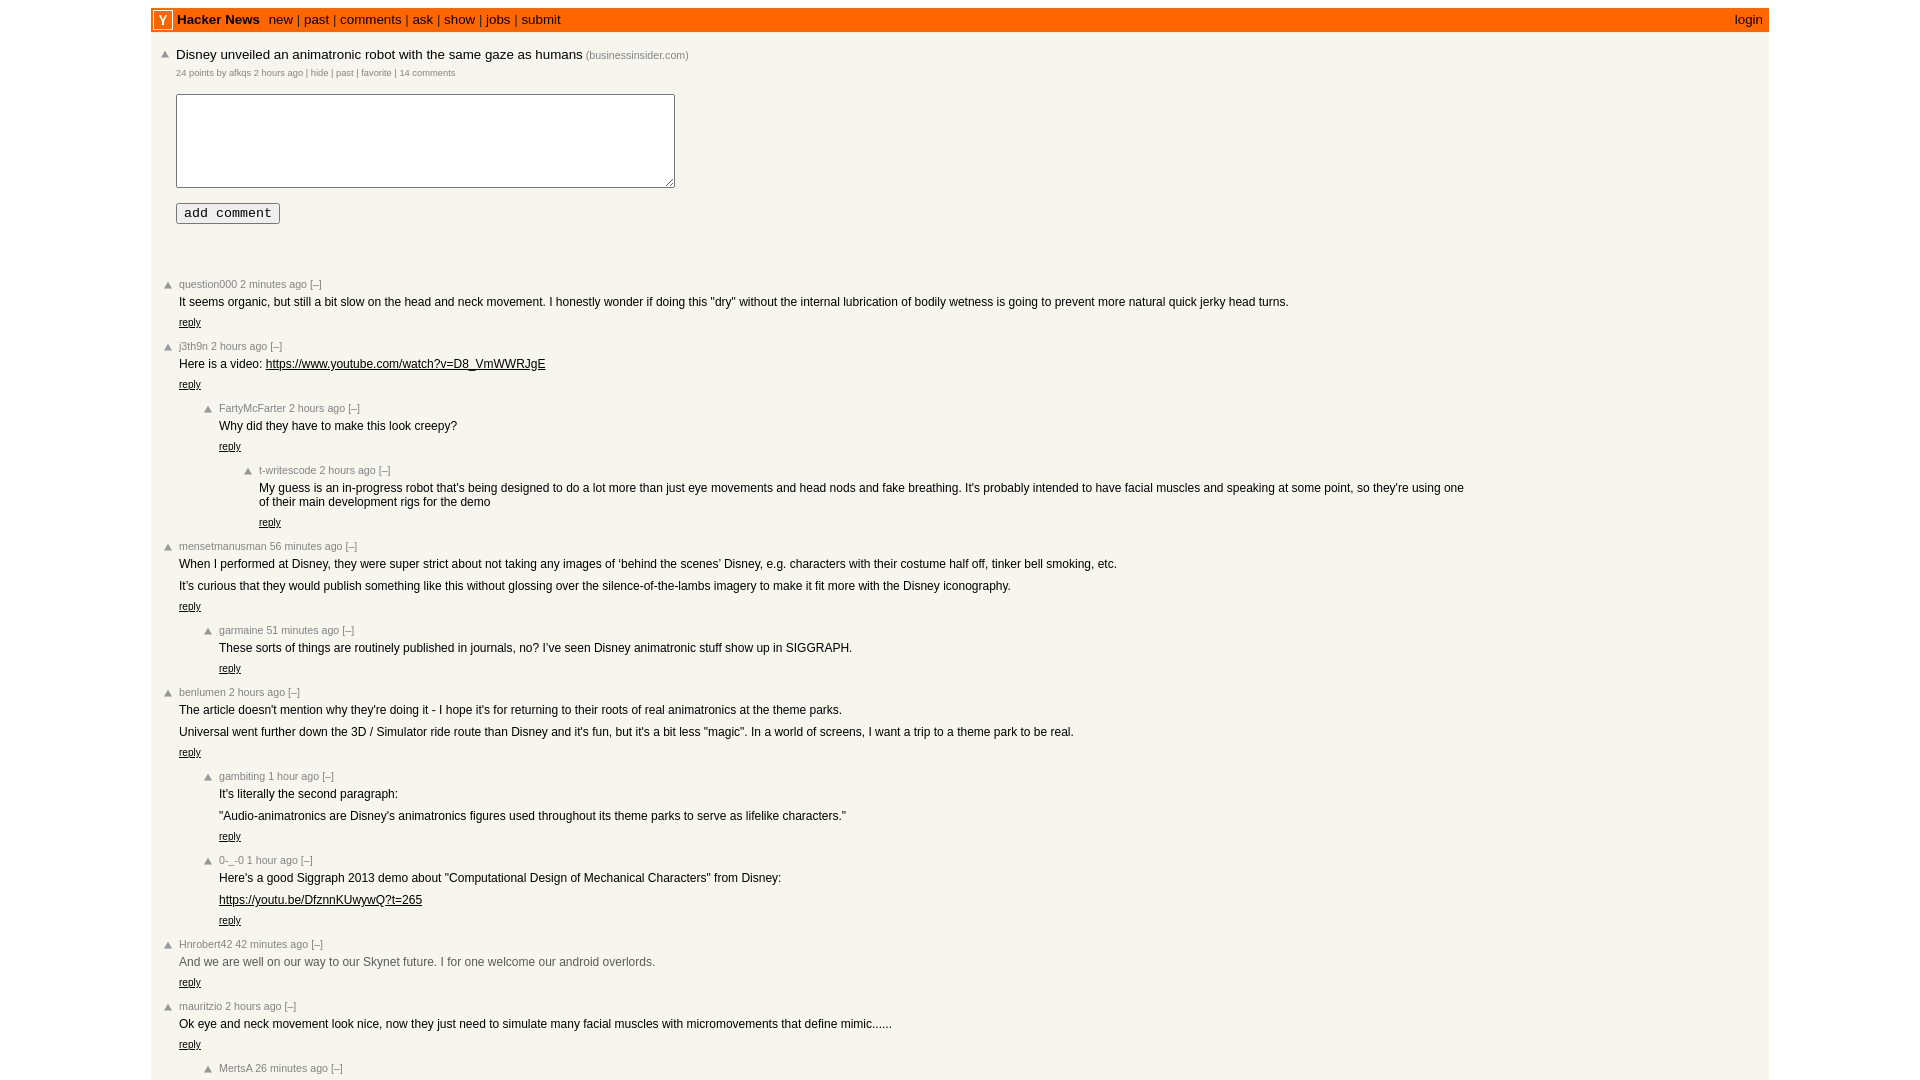 Y Hacker News new | past | comments | ask | show | jobs | submit login
Disney unveiled an animatronic robot with the same gaze as humans (businessinsider.com)
24 points by afkqs 2 hours ago | hide | past | favorite | 14 comments
add comment
question000 2 minutes ago [–]
It seems organic, but still a bit slow on the head and neck movement. I honestly wonder if doing this "dry" without the internal lubrication of bodily wetness is going to prevent more natural quick jerky head turns.
reply
j3th9n 2 hours ago [–]
Here is a video: https://www.youtube.com/watch?v=D8_VmWWRJgE
reply
FartyMcFarter 2 hours ago [–]
Why did they have to make this look creepy?
reply
t-writescode 2 hours ago [–]
My guess is an in-progress robot that's being designed to do a lot more than just eye movements and head nods and fake breathing. It's probably intended to have facial muscles and speaking at some point, so they're using one
of their main development rigs for the demo
reply
mensetmanusman 56 minutes ago [–]
When I performed at Disney, they were super strict about not taking any images of ‘behind the scenes’ Disney, e.g. characters with their costume half off, tinker bell smoking, etc.
It’s curious that they would publish something like this without glossing over the silence-of-the-lambs imagery to make it fit more with the Disney iconography.
reply
garmaine 51 minutes ago [–]
These sorts of things are routinely published in journals, no? I’ve seen Disney animatronic stuff show up in SIGGRAPH.
reply
benlumen 2 hours ago [–]
The article doesn't mention why they're doing it - I hope it's for returning to their roots of real animatronics at the theme parks.
Universal went further down the 3D / Simulator ride route than Disney and it's fun, but it's a bit less "magic". In a world of screens, I want a trip to a theme park to be real.
reply
gambiting 1 hour ago [–]
It's literally the second paragraph:
"Audio-animatronics are Disney's animatronics figures used throughout its theme parks to serve as lifelike characters."
reply
0-_-0 1 hour ago [–]
Here's a good Siggraph 2013 demo about "Computational Design of Mechanical Characters" from Disney:
https://youtu.be/DfznnKUwywQ?t=265
reply
Hnrobert42 42 minutes ago [–]
And we are well on our way to our Skynet future. I for one welcome our android overlords.
reply
mauritzio 2 hours ago [–]
Ok eye and neck movement look nice, now they just need to simulate many facial muscles with micromovements that define mimic......
reply
MertsA 26 minutes ago [–]